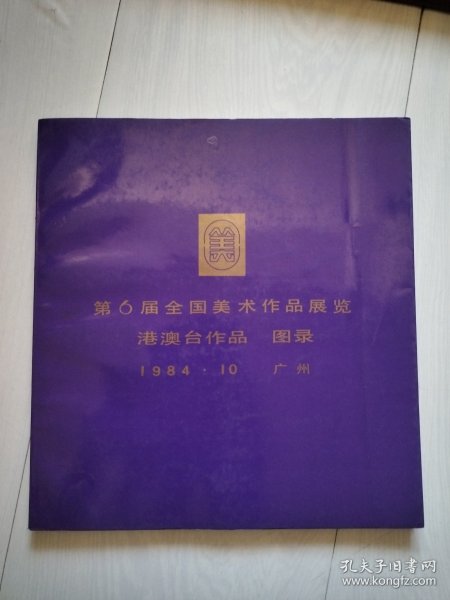 美
第6届全国美术作品展览
港澳台作品 图录
1984·10 广州
孔夫子旧书网
www.kongfz.com